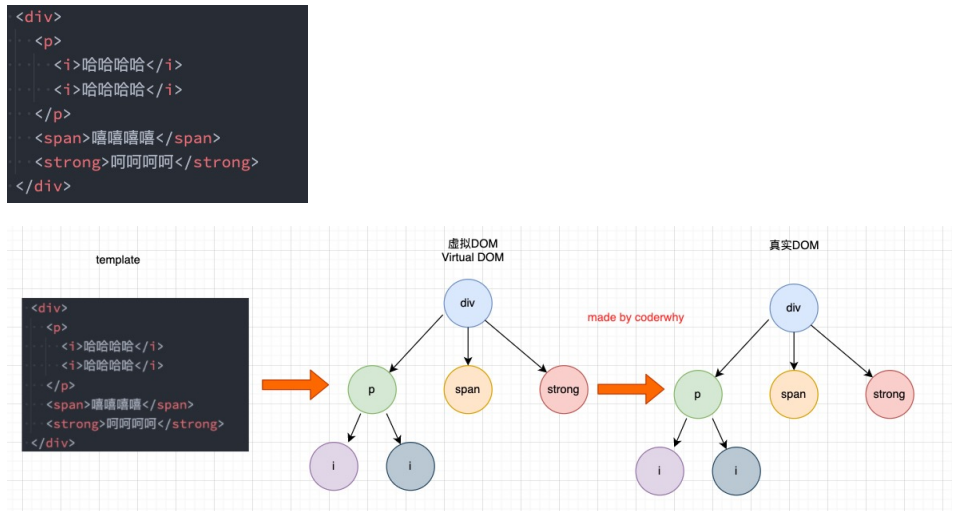 <div>
<p>
<i>哈哈哈哈</i>
<i>哈哈哈哈</i>
</p>
<span>嘻嘻嘻嘻</span>
<strong>呵呵呵呵</strong>
</div>
template
虚拟DOM
Virtual DOM
真实DOM
<div>
<p>
<i>哈哈哈哈</i>
<i>哈哈哈哈</i>
</p>
<span>嘻嘻嘻嘻</span>
<strong>呵呵呵呵</strong>
</div>
div
p
span
strong
i
i
made by coderwhy
div
p
span
strong
i
i